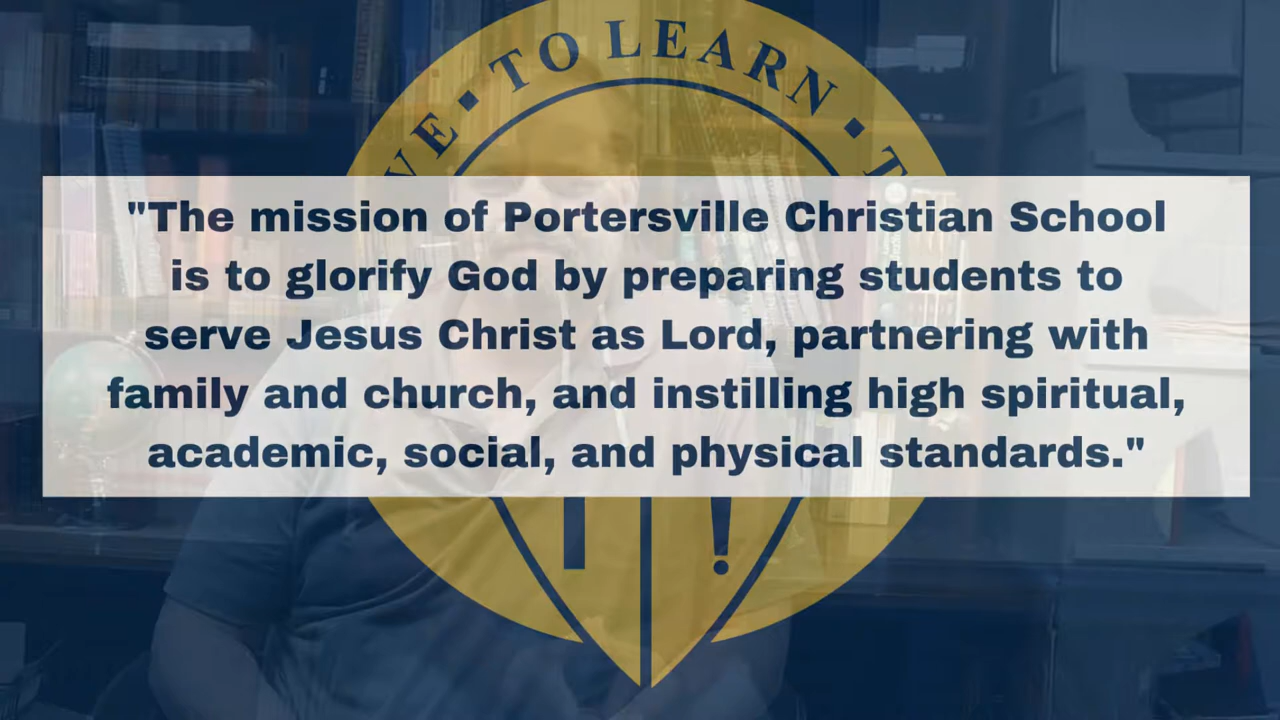 VE ▪ TO LEARN ▪ T
"The mission of Portersville Christian School
is to glorify God by preparing students to
serve Jesus Christ as Lord, partnering with
family and church, and instilling high spiritual,
academic, social, and physical standards."